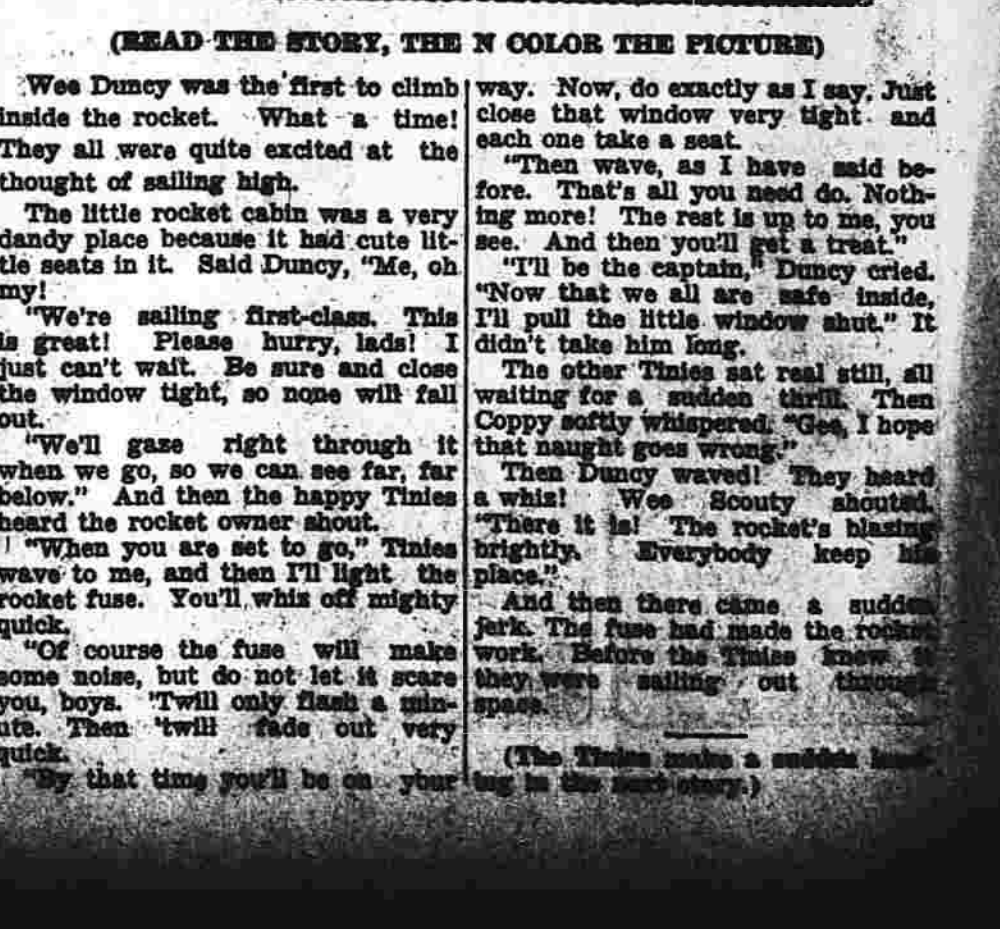 (READ THE STORY, THE N COLOR THE PICTURE)
Wee Duncy was the first to climb
inside the rocket. What a time!
They all were quite excited at the
thought of sailing high.
The little rocket cabin was a very
dandy place because it had cute lit-
tle seats in it. Said Duncy, "Me, oh
my!
"We're sailing first-class. This
is great! Please hurry, lads! I
just can't wait. Be sure and close
the window tight, so none will fall
out.
"We'll gaze right through it
when we go, so we can see far, far
below." And then the happy Tinies
heard the rocket owner shout.
"When you are set to go," Tinies
wave to me, and then I'll light the
rocket fuse. You'll whiz off mighty
quick.
"Of course the fuse will make
some noise, but do not let it scare
you, boys. 'Twill only flash a min-
ute. Then 'twill fade out very
quick.
"By that time you'll be on your
way. Now, do exactly as I say. Just
close that window very tight and
each one take a seat.
"Then wave, as I have said be-
fore. That's all you need do. Noth-
ing more! The rest is up to me, you
see. And then you'll get a treat."
"I'll be the captain," Duncy cried.
"Now that we all are safe inside,
I'll pull the little window shut." It
didn't take him long.
The other Tinies sat real still, all
waiting for a sudden thrill. Then
Coppy softly whispered. "Gee, I hope
that naught goes wrong."
Then Duncy waved! They heard
a whiz! Wee Scouty shouted.
"There it is! The rocket's blazing
brightly. Everybody keep his
place."
And then there came a sudden
jerk. The fuse had made the rocket
work. Before the Tinies knew it
they were sailing out through
space.
(The Tinies make a sudden land-
ing in the next story.)